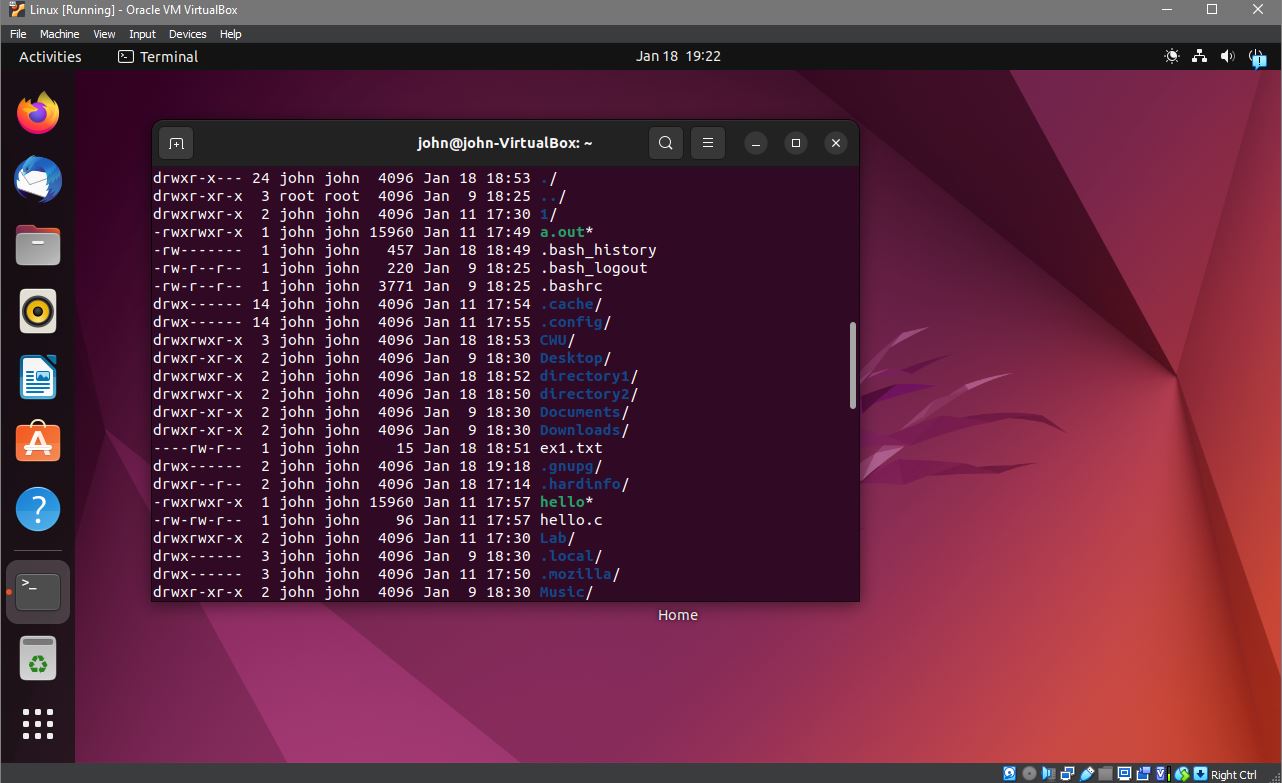 Linux [Running] - Oracle VM VirtualBox
File Machine View Input Devices Help
Activities Terminal Jan 18 19:22
john@john-VirtualBox: ~
drwxr-x--- 24 john john  4096 Jan 18 18:53 ./
drwxr-xr-x  3 root root  4096 Jan  9 18:25 ../
drwxrwxr-x  2 john john  4096 Jan 11 17:30 1/
-rwxrwxr-x  1 john john 15960 Jan 11 17:49 a.out*
-rw-------  1 john john   457 Jan 18 18:49 .bash_history
-rw-r--r--  1 john john   220 Jan  9 18:25 .bash_logout
-rw-r--r--  1 john john  3771 Jan  9 18:25 .bashrc
drwx------ 14 john john  4096 Jan 11 17:54 .cache/
drwx------ 14 john john  4096 Jan 11 17:55 .config/
drwxrwxr-x  3 john john  4096 Jan 18 18:53 CWU/
drwxr-xr-x  2 john john  4096 Jan  9 18:30 Desktop/
drwxrwxr-x  2 john john  4096 Jan 18 18:52 directory1/
drwxrwxr-x  2 john john  4096 Jan 18 18:50 directory2/
drwxr-xr-x  2 john john  4096 Jan  9 18:30 Documents/
drwxr-xr-x  2 john john  4096 Jan  9 18:30 Downloads/
----rw-r--  1 john john    15 Jan 18 18:51 ex1.txt
drwx------  2 john john  4096 Jan 18 19:18 .gnupg/
drwxr--r--  2 john john  4096 Jan 18 17:14 .hardinfo/
-rwxrwxr-x  1 john john 15960 Jan 11 17:57 hello*
-rw-rw-r--  1 john john    96 Jan 11 17:57 hello.c
drwxrwxr-x  2 john john  4096 Jan 11 17:30 Lab/
drwx------  3 john john  4096 Jan  9 18:30 .local/
drwx------  3 john john  4096 Jan 11 17:50 .mozilla/
drwxr-xr-x  2 john john  4096 Jan  9 18:30 Music/
Home
Right Ctrl